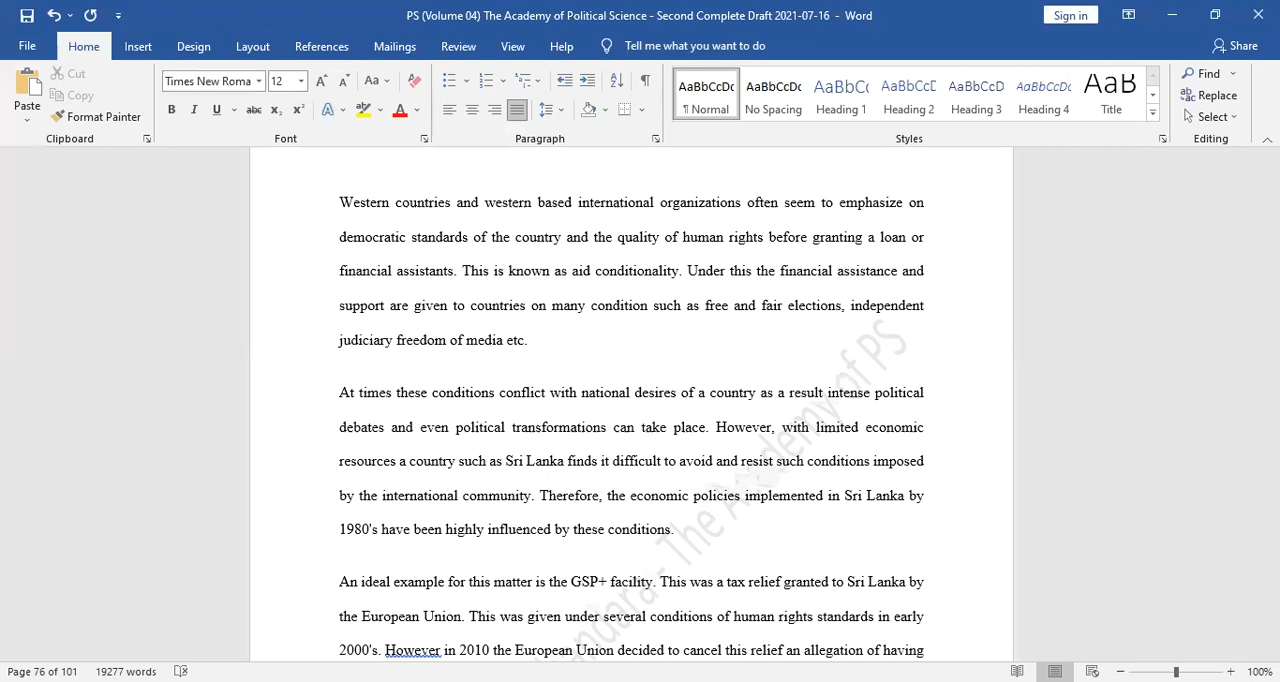 PS (Volume 04) The Academy of Political Science - Second Complete Draft 2021-07-16 - Word
Sign in
File Home Insert Design Layout References Mailings Review View Help Tell me what you want to do Share
Paste
Cut
Copy
Format Painter
Times New Roma 12
Aa
B I U abc x₂ x² A A
AaBbCcDc AaBbCcDc AaBbCc AaBbCcD AaBbCcD AaBbCcDc AaB
¶ Normal No Spacing Heading 1 Heading 2 Heading 3 Heading 4 Title
Find
Replace
Select
Clipboard Font Paragraph Styles Editing
Western countries and western based international organizations often seem to emphasize on
democratic standards of the country and the quality of human rights before granting a loan or
financial assistants. This is known as aid conditionality. Under this the financial assistance and
support are given to countries on many condition such as free and fair elections, independent
judiciary freedom of media etc.
At times these conditions conflict with national desires of a country as a result intense political
debates and even political transformations can take place. However, with limited economic
resources a country such as Sri Lanka finds it difficult to avoid and resist such conditions imposed
by the international community. Therefore, the economic policies implemented in Sri Lanka by
1980's have been highly influenced by these conditions.
An ideal example for this matter is the GSP+ facility. This was a tax relief granted to Sri Lanka by
the European Union. This was given under several conditions of human rights standards in early
2000's. However in 2010 the European Union decided to cancel this relief an allegation of having
- The Academy of PS
Page 76 of 101 19277 words 100%